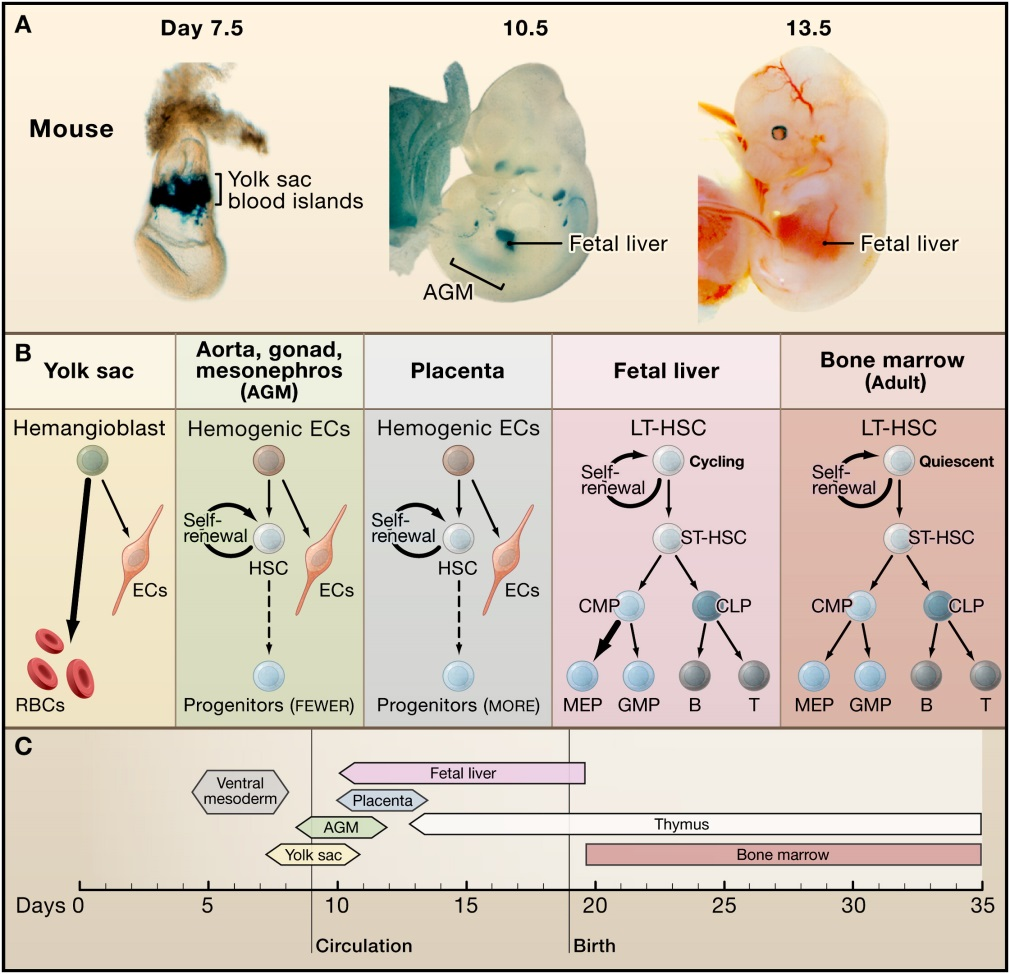 A
Day 7.5
10.5
13.5
Mouse
Yolk sac
blood islands
Fetal liver
AGM
Fetal liver
B
Yolk sac
Aorta, gonad,
mesonephros
(AGM)
Placenta
Fetal liver
Bone marrow
(Adult)
Hemangioblast
ECs
RBCs
Hemogenic ECs
Self-
renewal
HSC
ECs
Progenitors (FEWER)
Hemogenic ECs
Self-
renewal
HSC
ECs
Progenitors (MORE)
LT-HSC
Cycling
Self-
renewal
ST-HSC
CMP
CLP
MEP
GMP
B
T
LT-HSC
Quiescent
Self-
renewal
ST-HSC
CMP
CLP
MEP
GMP
B
T
C
Ventral
mesoderm
Fetal liver
Placenta
AGM
Thymus
Yolk sac
Bone marrow
Days 0 5 10 15 20 25 30 35
Circulation
Birth